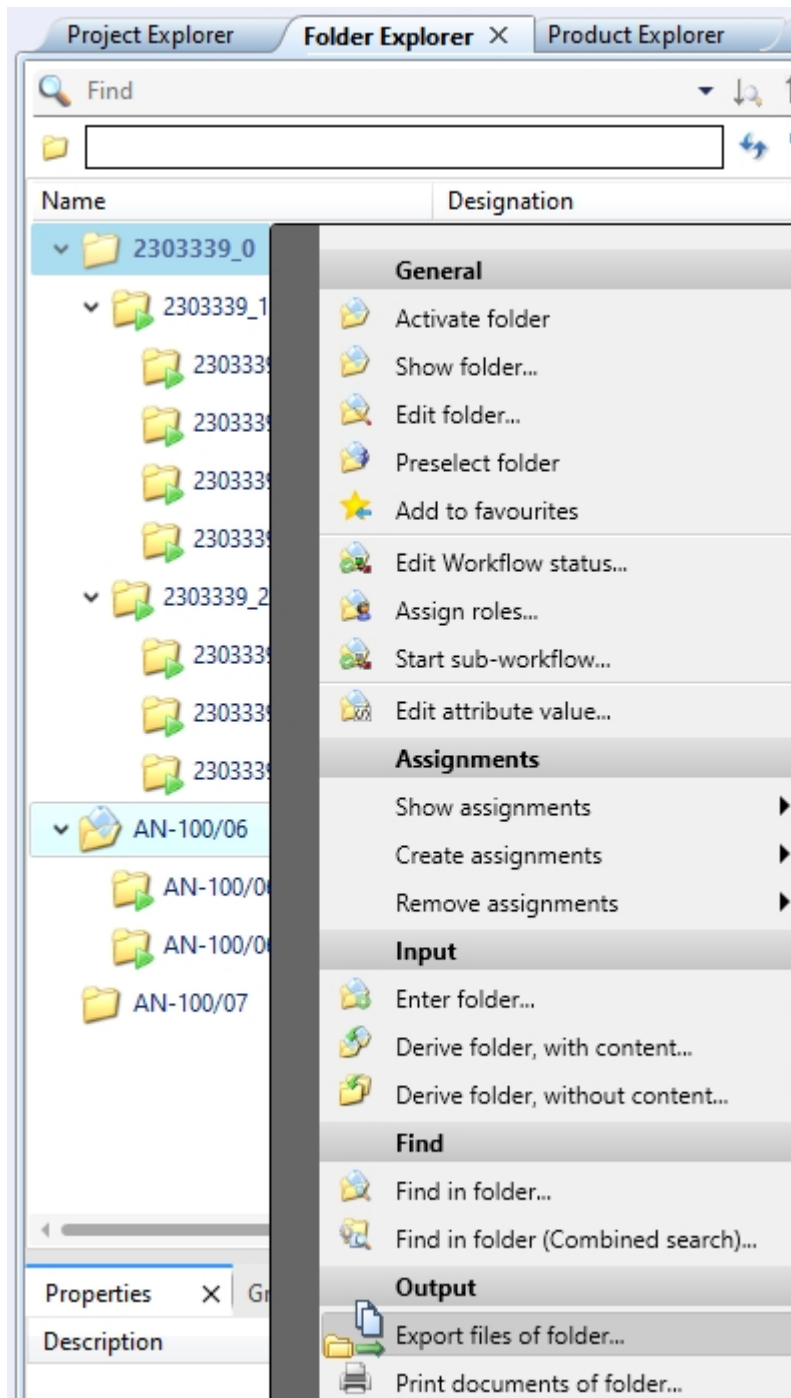 Project Explorer Folder Explorer Product Explorer
Find
Name Designation
2303339_0
General
2303339_1
Activate folder
Show folder...
Edit folder...
Preselect folder
Add to favourites
Edit Workflow status...
2303339_2
Assign roles...
Start sub-workflow...
Edit attribute value...
Assignments
Show assignments
AN-100/06
Create assignments
Remove assignments
Input
Enter folder...
AN-100/07
Derive folder, with content...
Derive folder, without content...
Find
Find in folder...
Find in folder (Combined search)...
Output
Properties
Export files of folder...
Description
Print documents of folder...